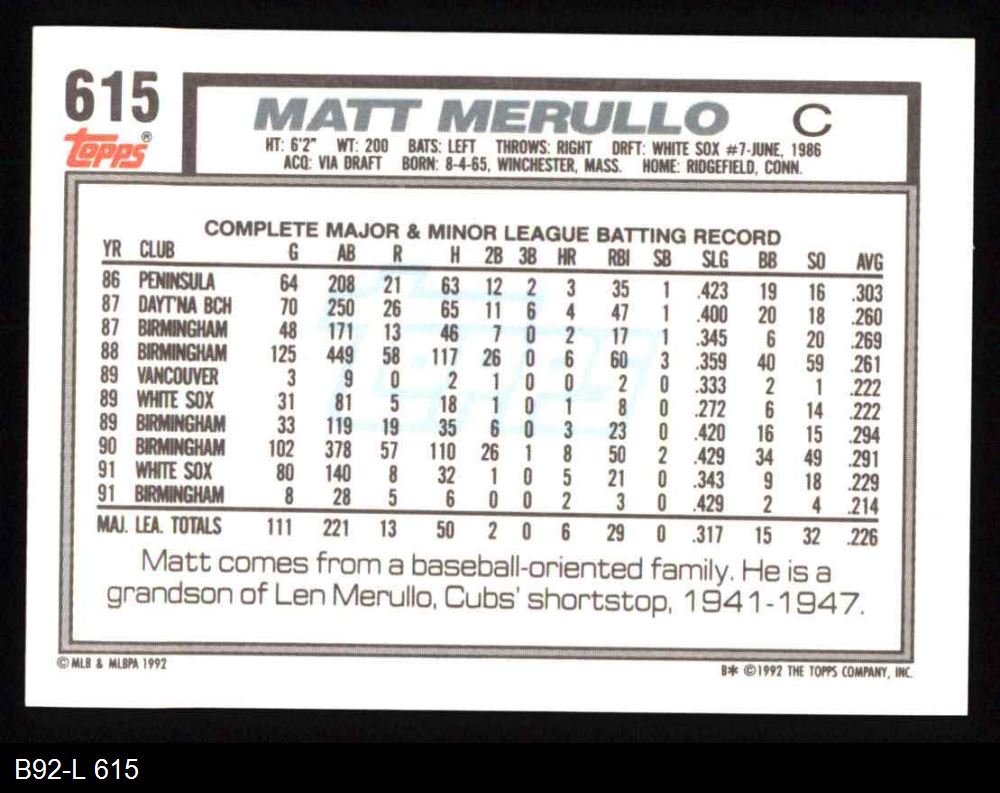 615
MATT MERULLO C
Topps®
HT: 6'2" WT: 200 BATS: LEFT THROWS: RIGHT DRFT: WHITE SOX #7-JUNE, 1986
ACQ: VIA DRAFT BORN: 8-4-65, WINCHESTER, MASS. HOME: RIDGEFIELD, CONN.
COMPLETE MAJOR & MINOR LEAGUE BATTING RECORD
YR CLUB G AB R H 2B 3B HR RBI SB SLG BB SO AVG
86 PENINSULA 64 208 21 63 12 2 3 35 1 .423 19 16 .303
87 DAYT'NA BCH 70 250 26 65 11 6 4 47 1 .400 20 18 .260
87 BIRMINGHAM 48 171 13 46 7 0 2 17 1 .345 6 20 .269
88 BIRMINGHAM 125 449 58 117 26 0 6 60 3 .359 40 59 .261
89 VANCOUVER 3 9 0 2 1 0 0 2 0 .333 2 1 .222
89 WHITE SOX 31 81 5 18 1 0 1 8 0 .272 6 14 .222
89 BIRMINGHAM 33 119 19 35 6 0 3 23 0 .420 16 15 .294
90 BIRMINGHAM 102 378 57 110 26 1 8 50 2 .429 34 49 .291
91 WHITE SOX 80 140 8 32 1 0 5 21 0 .343 9 18 .229
91 BIRMINGHAM 8 28 5 6 0 0 2 3 0 .429 2 4 .214
MAJ. LEA. TOTALS 111 221 13 50 2 0 6 29 0 .317 15 32 .226
Matt comes from a baseball-oriented family. He is a
grandson of Len Merullo, Cubs' shortstop, 1941-1947.
© MLB & MLBPA 1992
B* ©1992 THE TOPPS COMPANY, INC.
B92-L 615